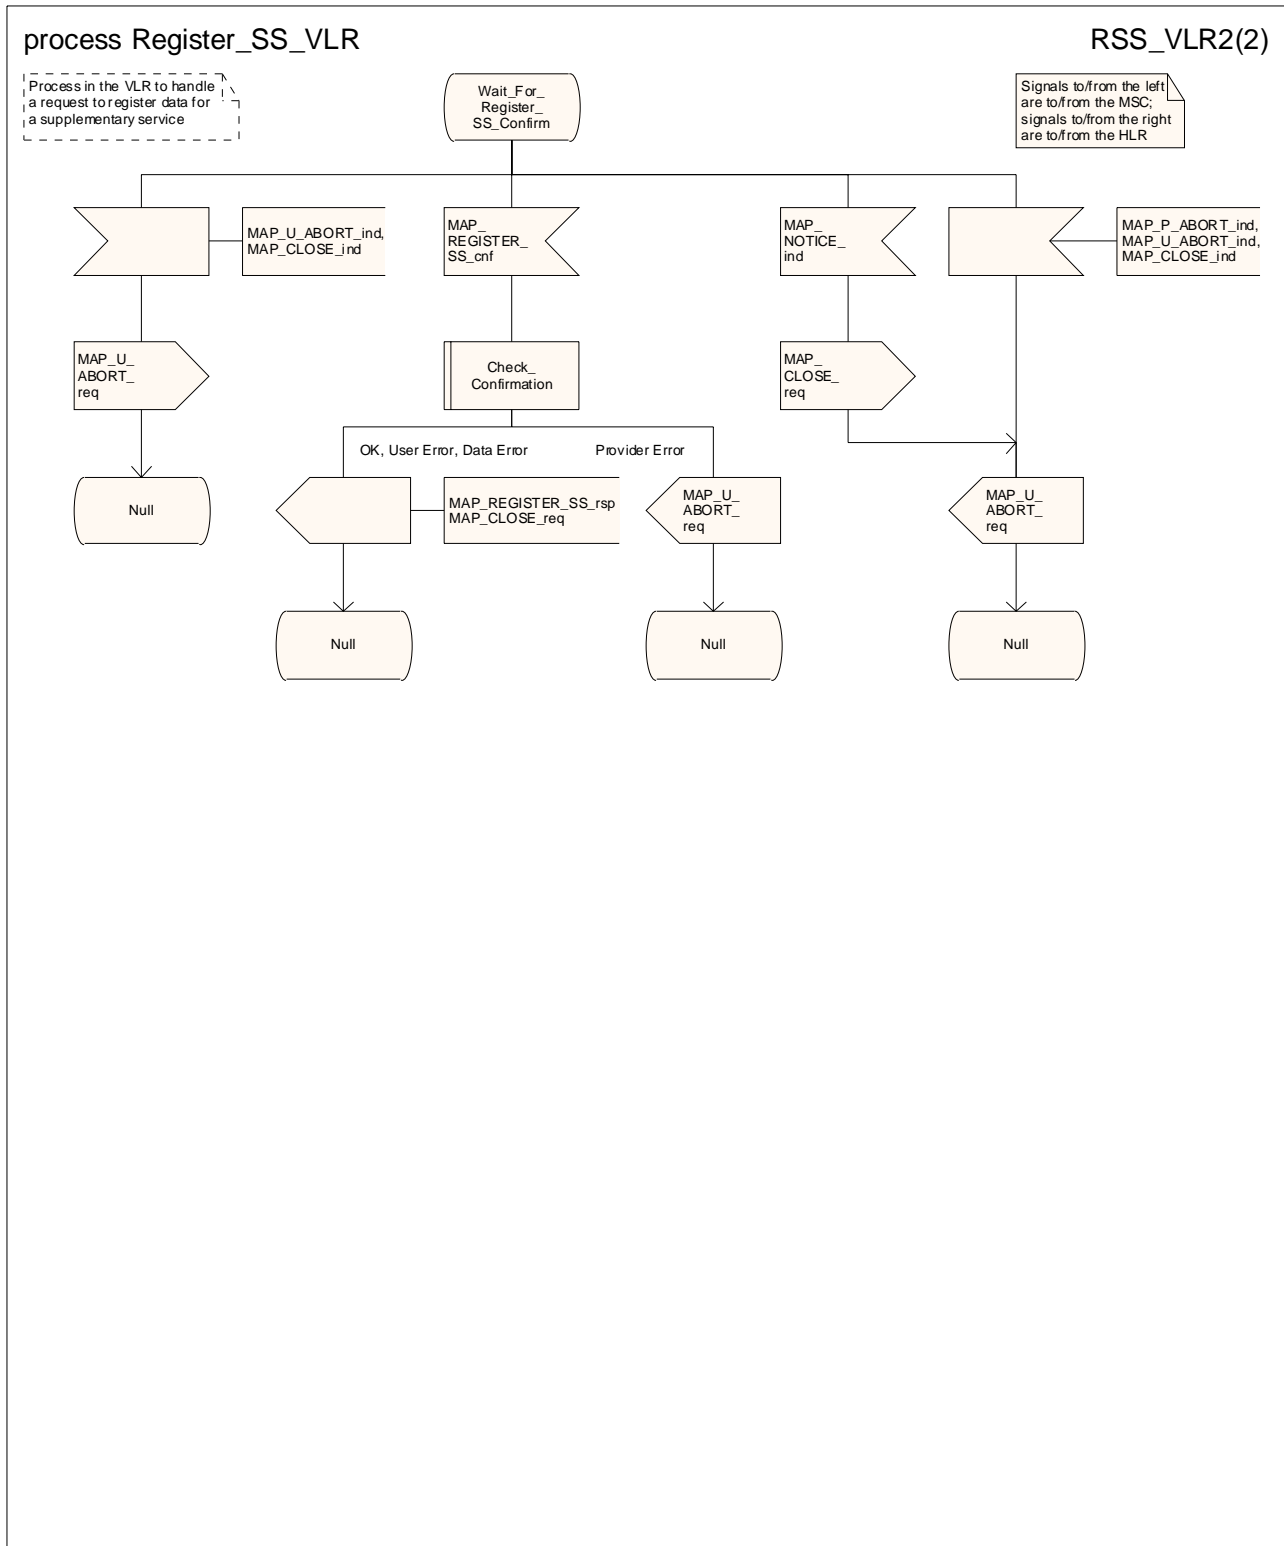 process Register_SS_VLR
RSS_VLR2(2)
Process in the VLR to handle
a request to register data for
a supplementary service
Wait_For_
Register_
SS_Confirm
Signals to/from the left
are to/from the MSC;
signals to/from the right
are to/from the HLR
MAP_U_ABORT_ind,
MAP_CLOSE_ind
MAP_
REGISTER_
SS_cnf
MAP_
NOTICE_
ind
MAP_P_ABORT_ind,
MAP_U_ABORT_ind,
MAP_CLOSE_ind
MAP_U_
ABORT_
req
Check_
Confirmation
MAP_
CLOSE_
req
OK, User Error, Data Error
Provider Error
Null
MAP_REGISTER_SS_rsp
MAP_CLOSE_req
MAP_U_
ABORT_
req
MAP_U_
ABORT_
req
Null
Null
Null